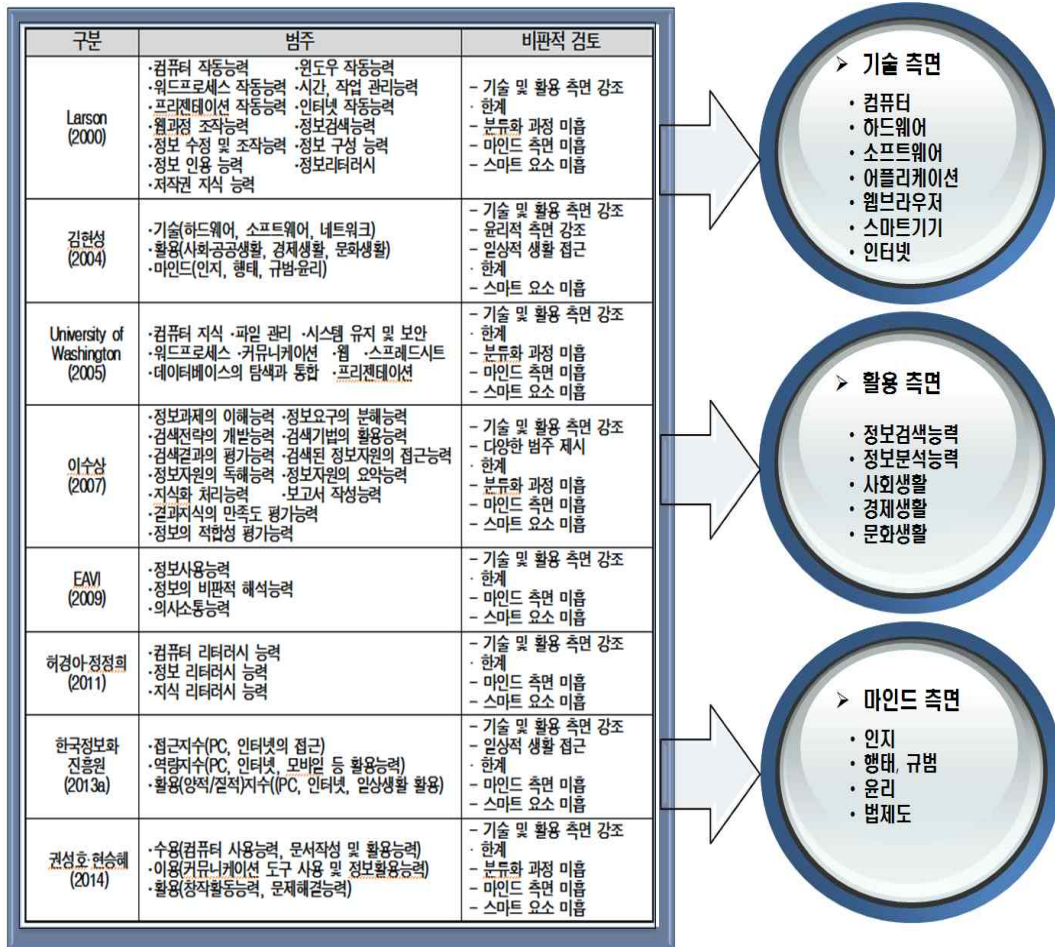 구분 범주 비판적 검토
Larson
(2000)
·컴퓨터 작동능력 ·윈도우 작동능력
·워드프로세스 작동능력 ·시간, 작업 관리능력
·프리젠테이션 작동능력 ·인터넷 작동능력
·웹과정 조작능력 ·정보검색능력
·정보 수정 및 조작능력 ·정보 구성 능력
·정보 인용 능력 ·정보리터러시
·저작권 지식 능력
- 기술 및 활용 측면 강조
· 한계
- 분류화 과정 미흡
- 마인드 측면 미흡
- 스마트 요소 미흡
김현성
(2004)
·기술(하드웨어, 소프트웨어, 네트워크)
·활용(사회·공공생활, 경제생활, 문화생활)
·마인드(인지, 행태, 규범·윤리)
- 기술 및 활용 측면 강조
- 윤리적 측면 강조
- 일상적 생활 접근
· 한계
- 스마트 요소 미흡
University of
Washington
(2005)
·컴퓨터 지식 ·파일 관리 ·시스템 유지 및 보안
·워드프로세스 ·커뮤니케이션 ·웹 ·스프레드시트
·데이터베이스의 탐색과 통합 ·프리젠테이션
- 기술 및 활용 측면 강조
· 한계
- 분류화 과정 미흡
- 마인드 측면 미흡
- 스마트 요소 미흡
이수상
(2007)
·정보과제의 이해능력 ·정보요구의 분해능력
·검색전략의 개발능력 ·검색기법의 활용능력
·검색결과의 평가능력 ·검색된 정보자원의 접근능력
·정보자원의 독해능력 ·정보자원의 요약능력
·지식화 처리능력 ·보고서 작성능력
·결과지식의 만족도 평가능력
·정보의 적합성 평가능력
- 기술 및 활용 측면 강조
- 다양한 범주 제시
· 한계
- 분류화 과정 미흡
- 마인드 측면 미흡
- 스마트 요소 미흡
EAVI
(2009)
·정보사용능력
·정보의 비판적 해석능력
·의사소통능력
- 기술 및 활용 측면 강조
· 한계
- 마인드 측면 미흡
- 스마트 요소 미흡
허경아·정정희
(2011)
·컴퓨터 리터러시 능력
·정보 리터러시 능력
·지식 리터러시 능력
- 기술 및 활용 측면 강조
· 한계
- 마인드 측면 미흡
- 스마트 요소 미흡
한국정보화
진흥원
(2013a)
·접근지수(PC, 인터넷의 접근)
·역량지수(PC, 인터넷, 모바일 등 활용능력)
·활용(양적/질적)지수((PC, 인터넷, 일상생활 활용)
- 기술 및 활용 측면 강조
- 일상적 생활 접근
· 한계
- 마인드 측면 미흡
- 스마트 요소 미흡
권성호·현승혜
(2014)
·수용(컴퓨터 사용능력, 문서작성 및 활용능력)
·이용(커뮤니케이션 도구 사용 및 정보활용능력)
·활용(창작활동능력, 문제해결능력)
- 기술 및 활용 측면 강조
· 한계
- 분류화 과정 미흡
- 마인드 측면 미흡
- 스마트 요소 미흡
➢ 기술 측면
• 컴퓨터
• 하드웨어
• 소프트웨어
• 어플리케이션
• 웹브라우저
• 스마트기기
• 인터넷
➢ 활용 측면
• 정보검색능력
• 정보분석능력
• 사회생활
• 경제생활
• 문화생활
➢ 마인드 측면
• 인지
• 행태, 규범
• 윤리
• 법제도